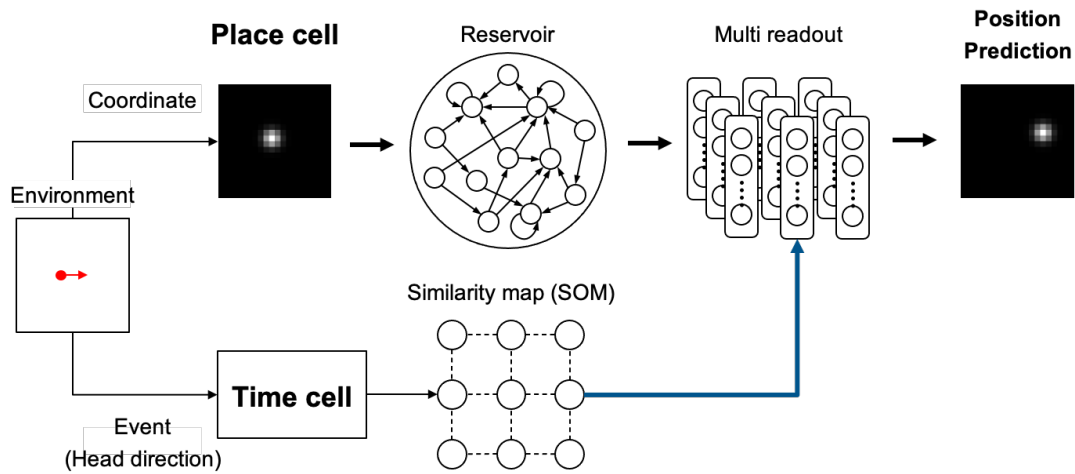 Place cell
Reservoir
Multi readout
Position
Prediction
Coordinate
Environment
Similarity map (SOM)
Time cell
Event
(Head direction)